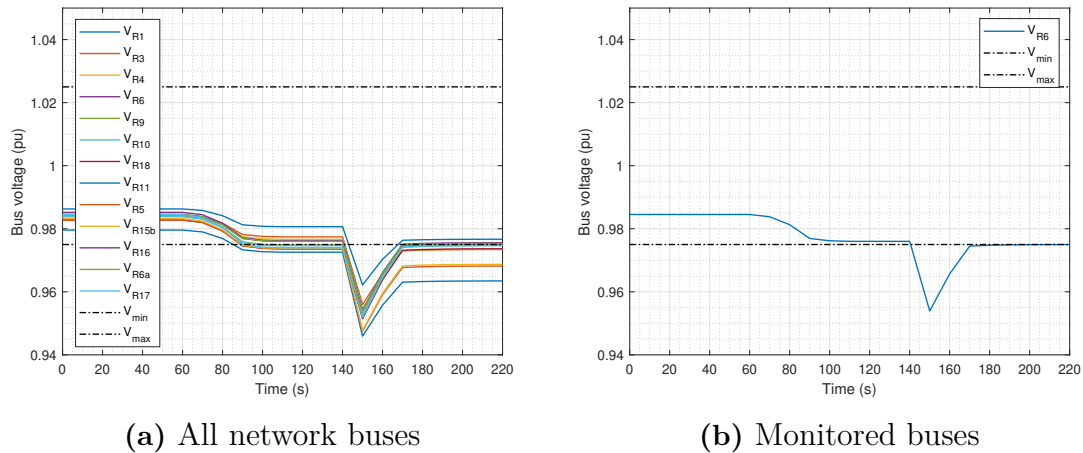 1.04
1.02
1
0.98
0.96
0.94
Bus voltage (pu)
V_R1
V_R3
V_R4
V_R6
V_R9
V_R10
V_R18
V_R11
V_R5
V_R15b
V_R16
V_R6a
V_R17
V_min
V_max
0 20 40 60 80 100 120 140 160 180 200 220
Time (s)
(a) All network buses
1.04
1.02
1
0.98
0.96
0.94
Bus voltage (pu)
V_R6
V_min
V_max
0 20 40 60 80 100 120 140 160 180 200 220
Time (s)
(b) Monitored buses